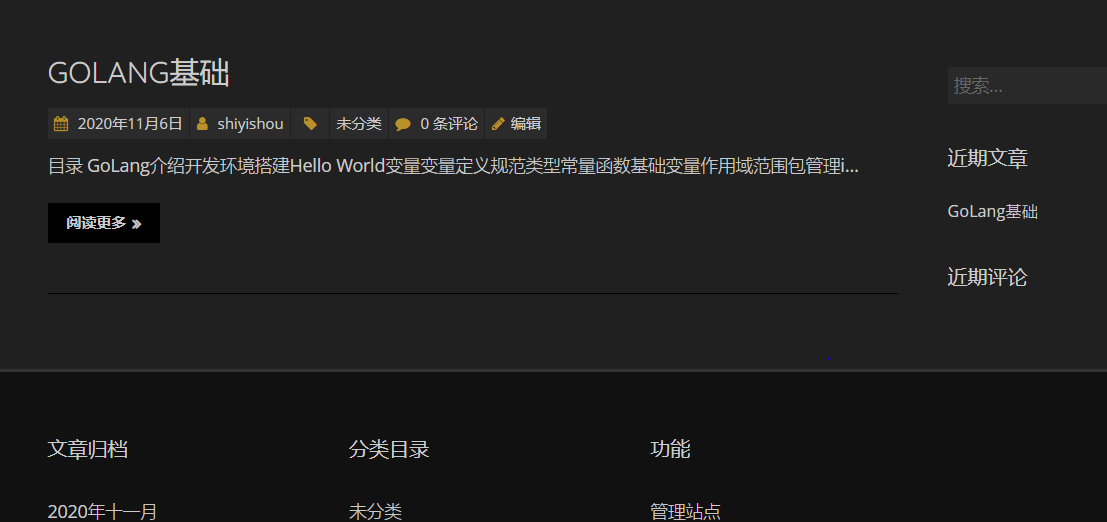 GOLANG基础
2020年11月6日 shiyishou 未分类 0 条评论 编辑
目录 GoLang介绍开发环境搭建Hello World变量变量定义规范类型常量函数基础变量作用域范围包管理i...
阅读更多 »
搜索...
近期文章
GoLang基础
近期评论
文章归档
2020年十一月
分类目录
未分类
功能
管理站点